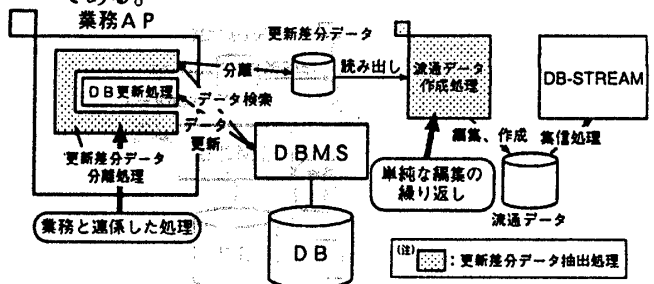 である。
業務AP
更新差分データ
分離
読み出し
流通データ
作成処理
DB-STREAM
DB更新処理
データ検索
データ
更新
更新差分データ
分離処理
DBMS
編集、作成
集信処理
単純な編集の
繰り返し
流通データ
業務と連係した処理
DB
(注)
：更新差分データ抽出処理